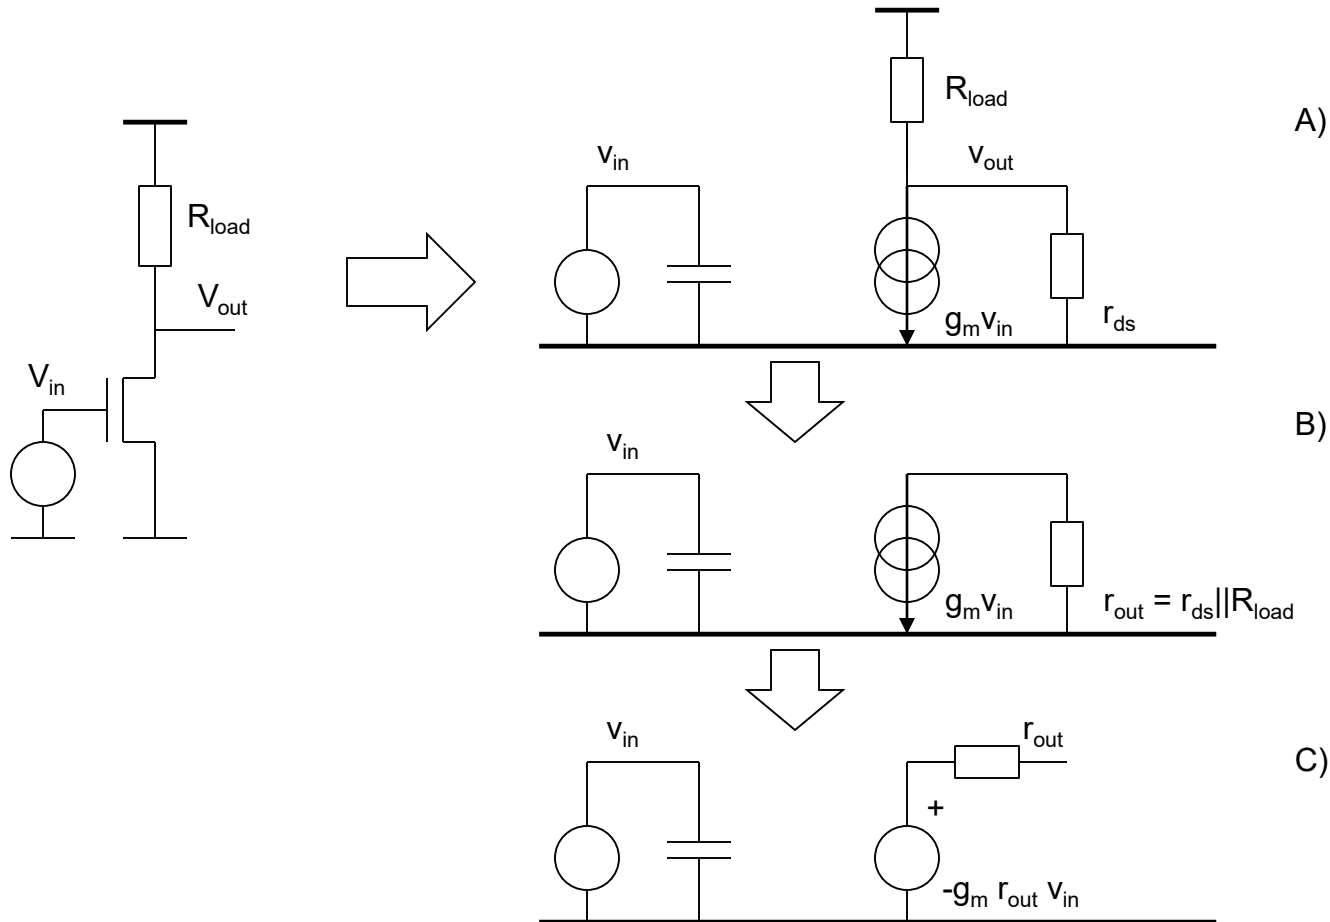 R_load
V_out
V_in
A)
R_load
v_in
v_out
g_m v_in
r_ds
B)
v_in
g_m v_in
r_out = r_ds||R_load
C)
v_in
r_out
+
-g_m r_out v_in